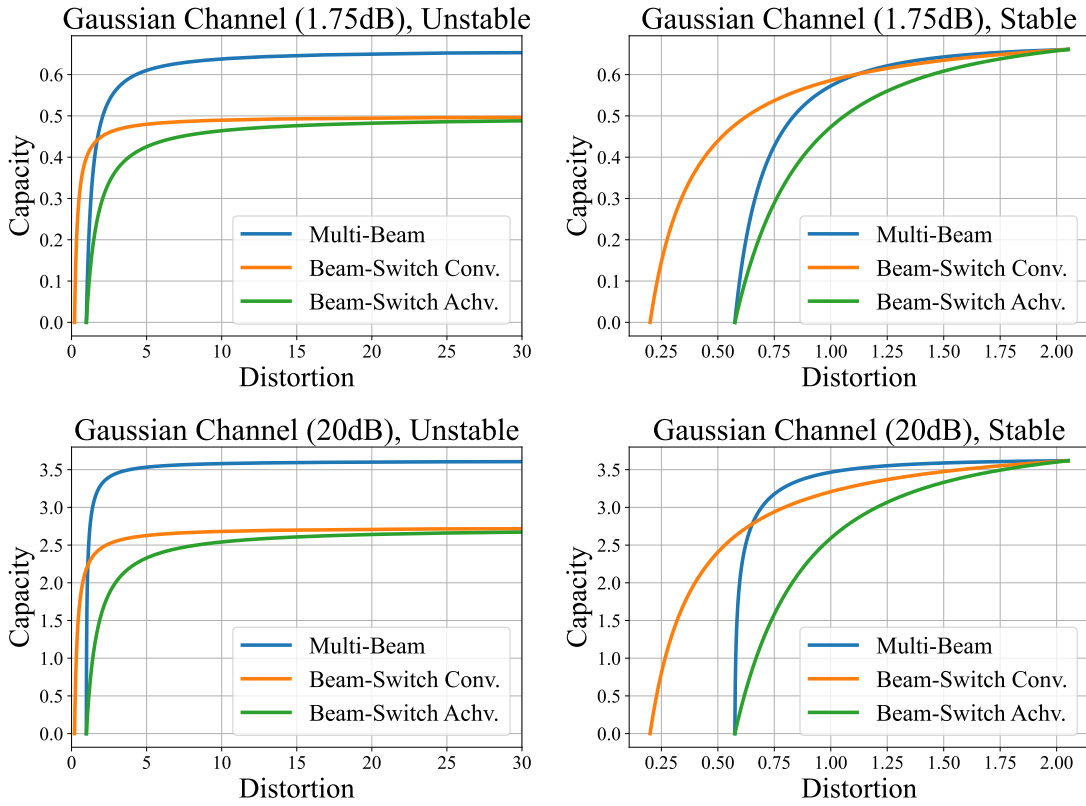 Gaussian Channel (1.75dB), Unstable
Capacity
0.6
0.5
0.4
0.3
0.2
0.1
0.0
Multi-Beam
Beam-Switch Conv.
Beam-Switch Achv.
0 5 10 15 20 25 30
Distortion
Gaussian Channel (1.75dB), Stable
Capacity
0.6
0.5
0.4
0.3
0.2
0.1
0.0
Multi-Beam
Beam-Switch Conv.
Beam-Switch Achv.
0.25 0.50 0.75 1.00 1.25 1.50 1.75 2.00
Distortion
Gaussian Channel (20dB), Unstable
Capacity
3.5
3.0
2.5
2.0
1.5
1.0
0.5
0.0
Multi-Beam
Beam-Switch Conv.
Beam-Switch Achv.
0 5 10 15 20 25 30
Distortion
Gaussian Channel (20dB), Stable
Capacity
3.5
3.0
2.5
2.0
1.5
1.0
0.5
0.0
Multi-Beam
Beam-Switch Conv.
Beam-Switch Achv.
0.25 0.50 0.75 1.00 1.25 1.50 1.75 2.00
Distortion